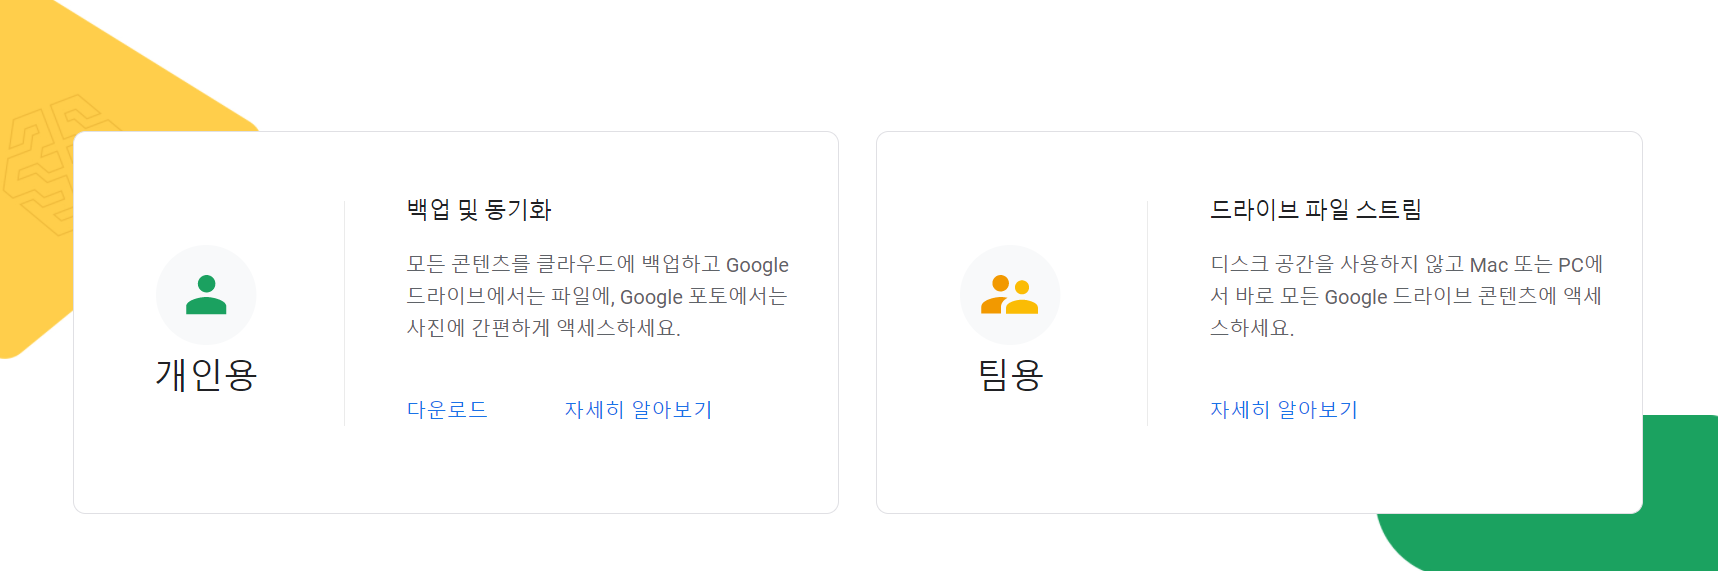 개인용
백업 및 동기화
모든 콘텐츠를 클라우드에 백업하고 Google
드라이브에서는 파일에, Google 포토에서는
사진에 간편하게 액세스하세요.
다운로드 자세히 알아보기
팀용
드라이브 파일 스트림
디스크 공간을 사용하지 않고 Mac 또는 PC에
서 바로 모든 Google 드라이브 콘텐츠에 액세
스하세요.
자세히 알아보기